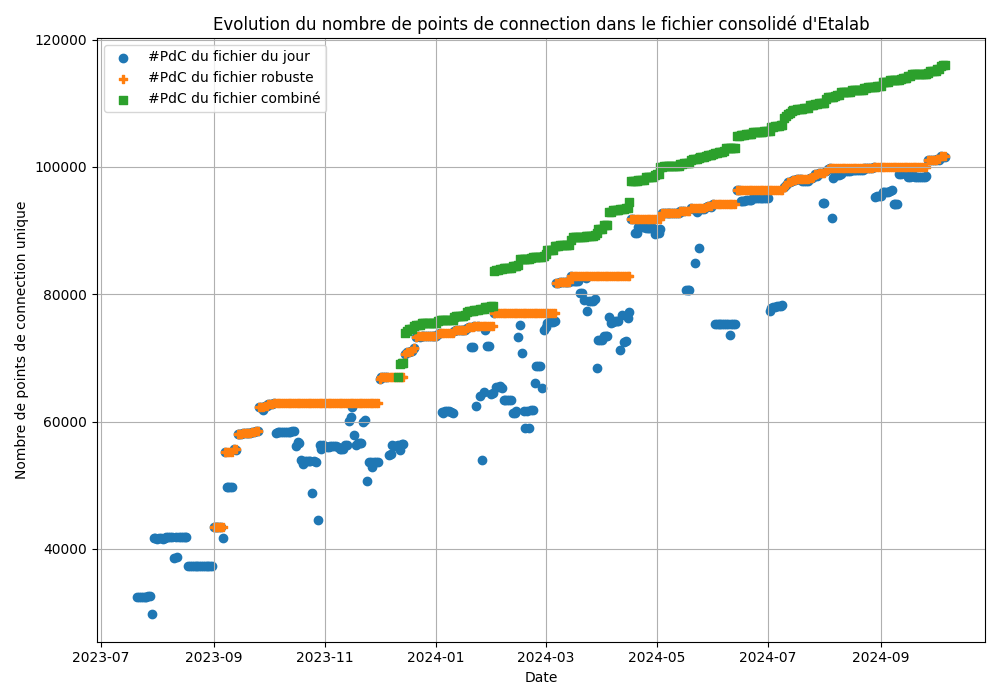 Evolution du nombre de points de connection dans le fichier consolidé d'Etalab
120000
#PdC du fichier du jour
#PdC du fichier robuste
#PdC du fichier combiné
100000
80000
60000
40000
Nombre de points de connection unique
2023-07 2023-09 2023-11 2024-01 2024-03 2024-05 2024-07 2024-09
Date